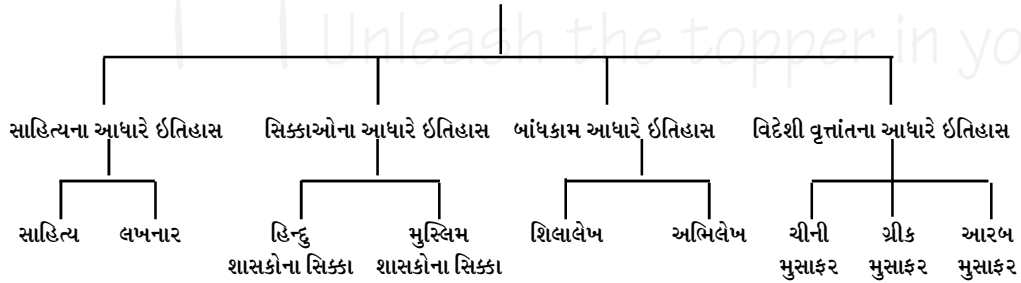 Unleash the topper in yo
સાહિત્યના આધારે ઇતિહાસ સિક્કાઓના આધારે ઇતિહાસ બાંધકામ આધારે ઇતિહાસ વિદેશી વૃત્તાંતના આધારે ઇતિહાસ
સાહિત્ય લખનાર હિન્દુ મુસ્લિમ શિલાલેખ અભિલેખ ચીની ગ્રીક આરબ
શાસકોના સિક્કા શાસકોના સિક્કા મુસાફર મુસાફર મુસાફર